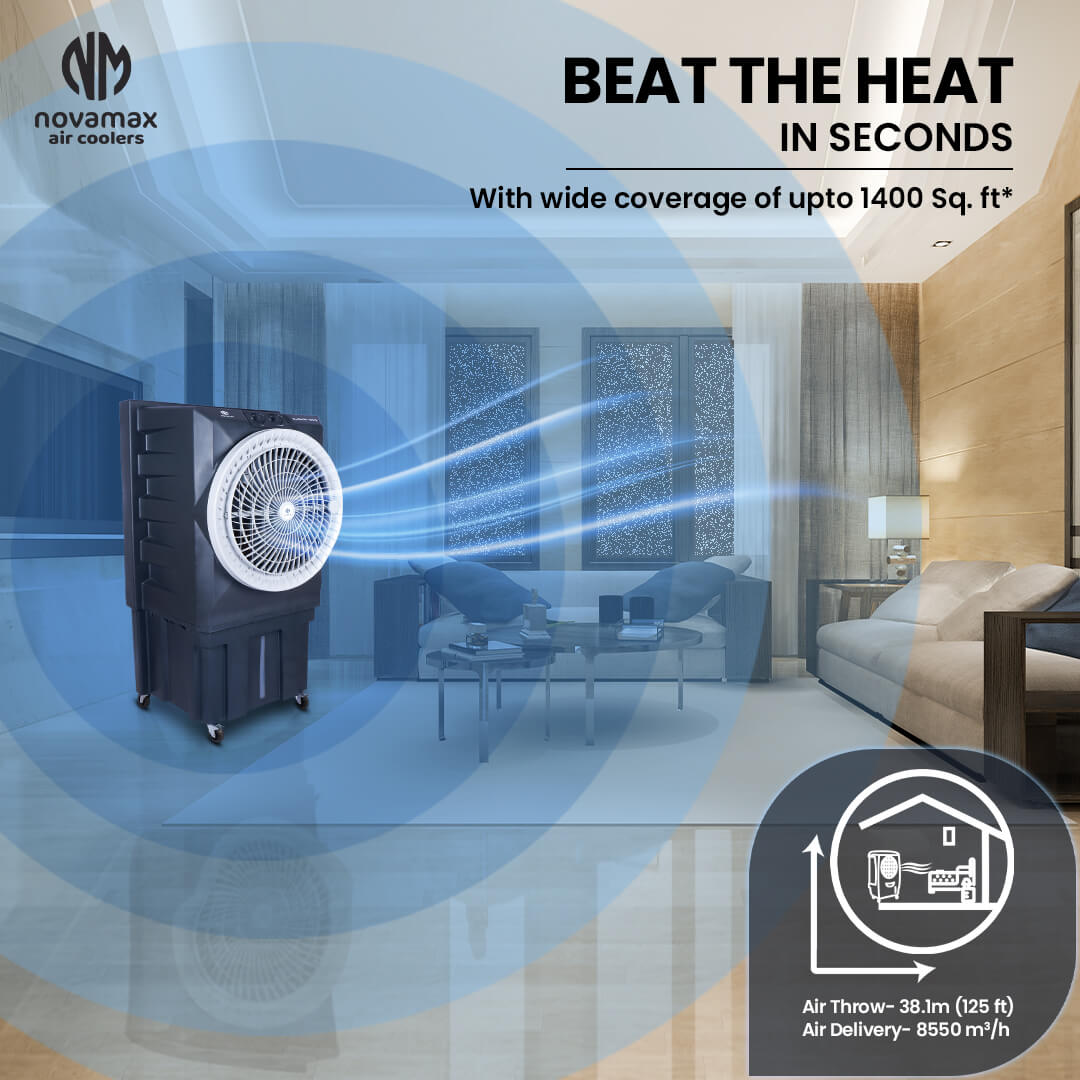 NM
novamax
air coolers
BEAT THE HEAT
IN SECONDS
With wide coverage of upto 1400 Sq. ft*
Air Throw- 38.1m (125 ft)
Air Delivery- 8550 m³/h